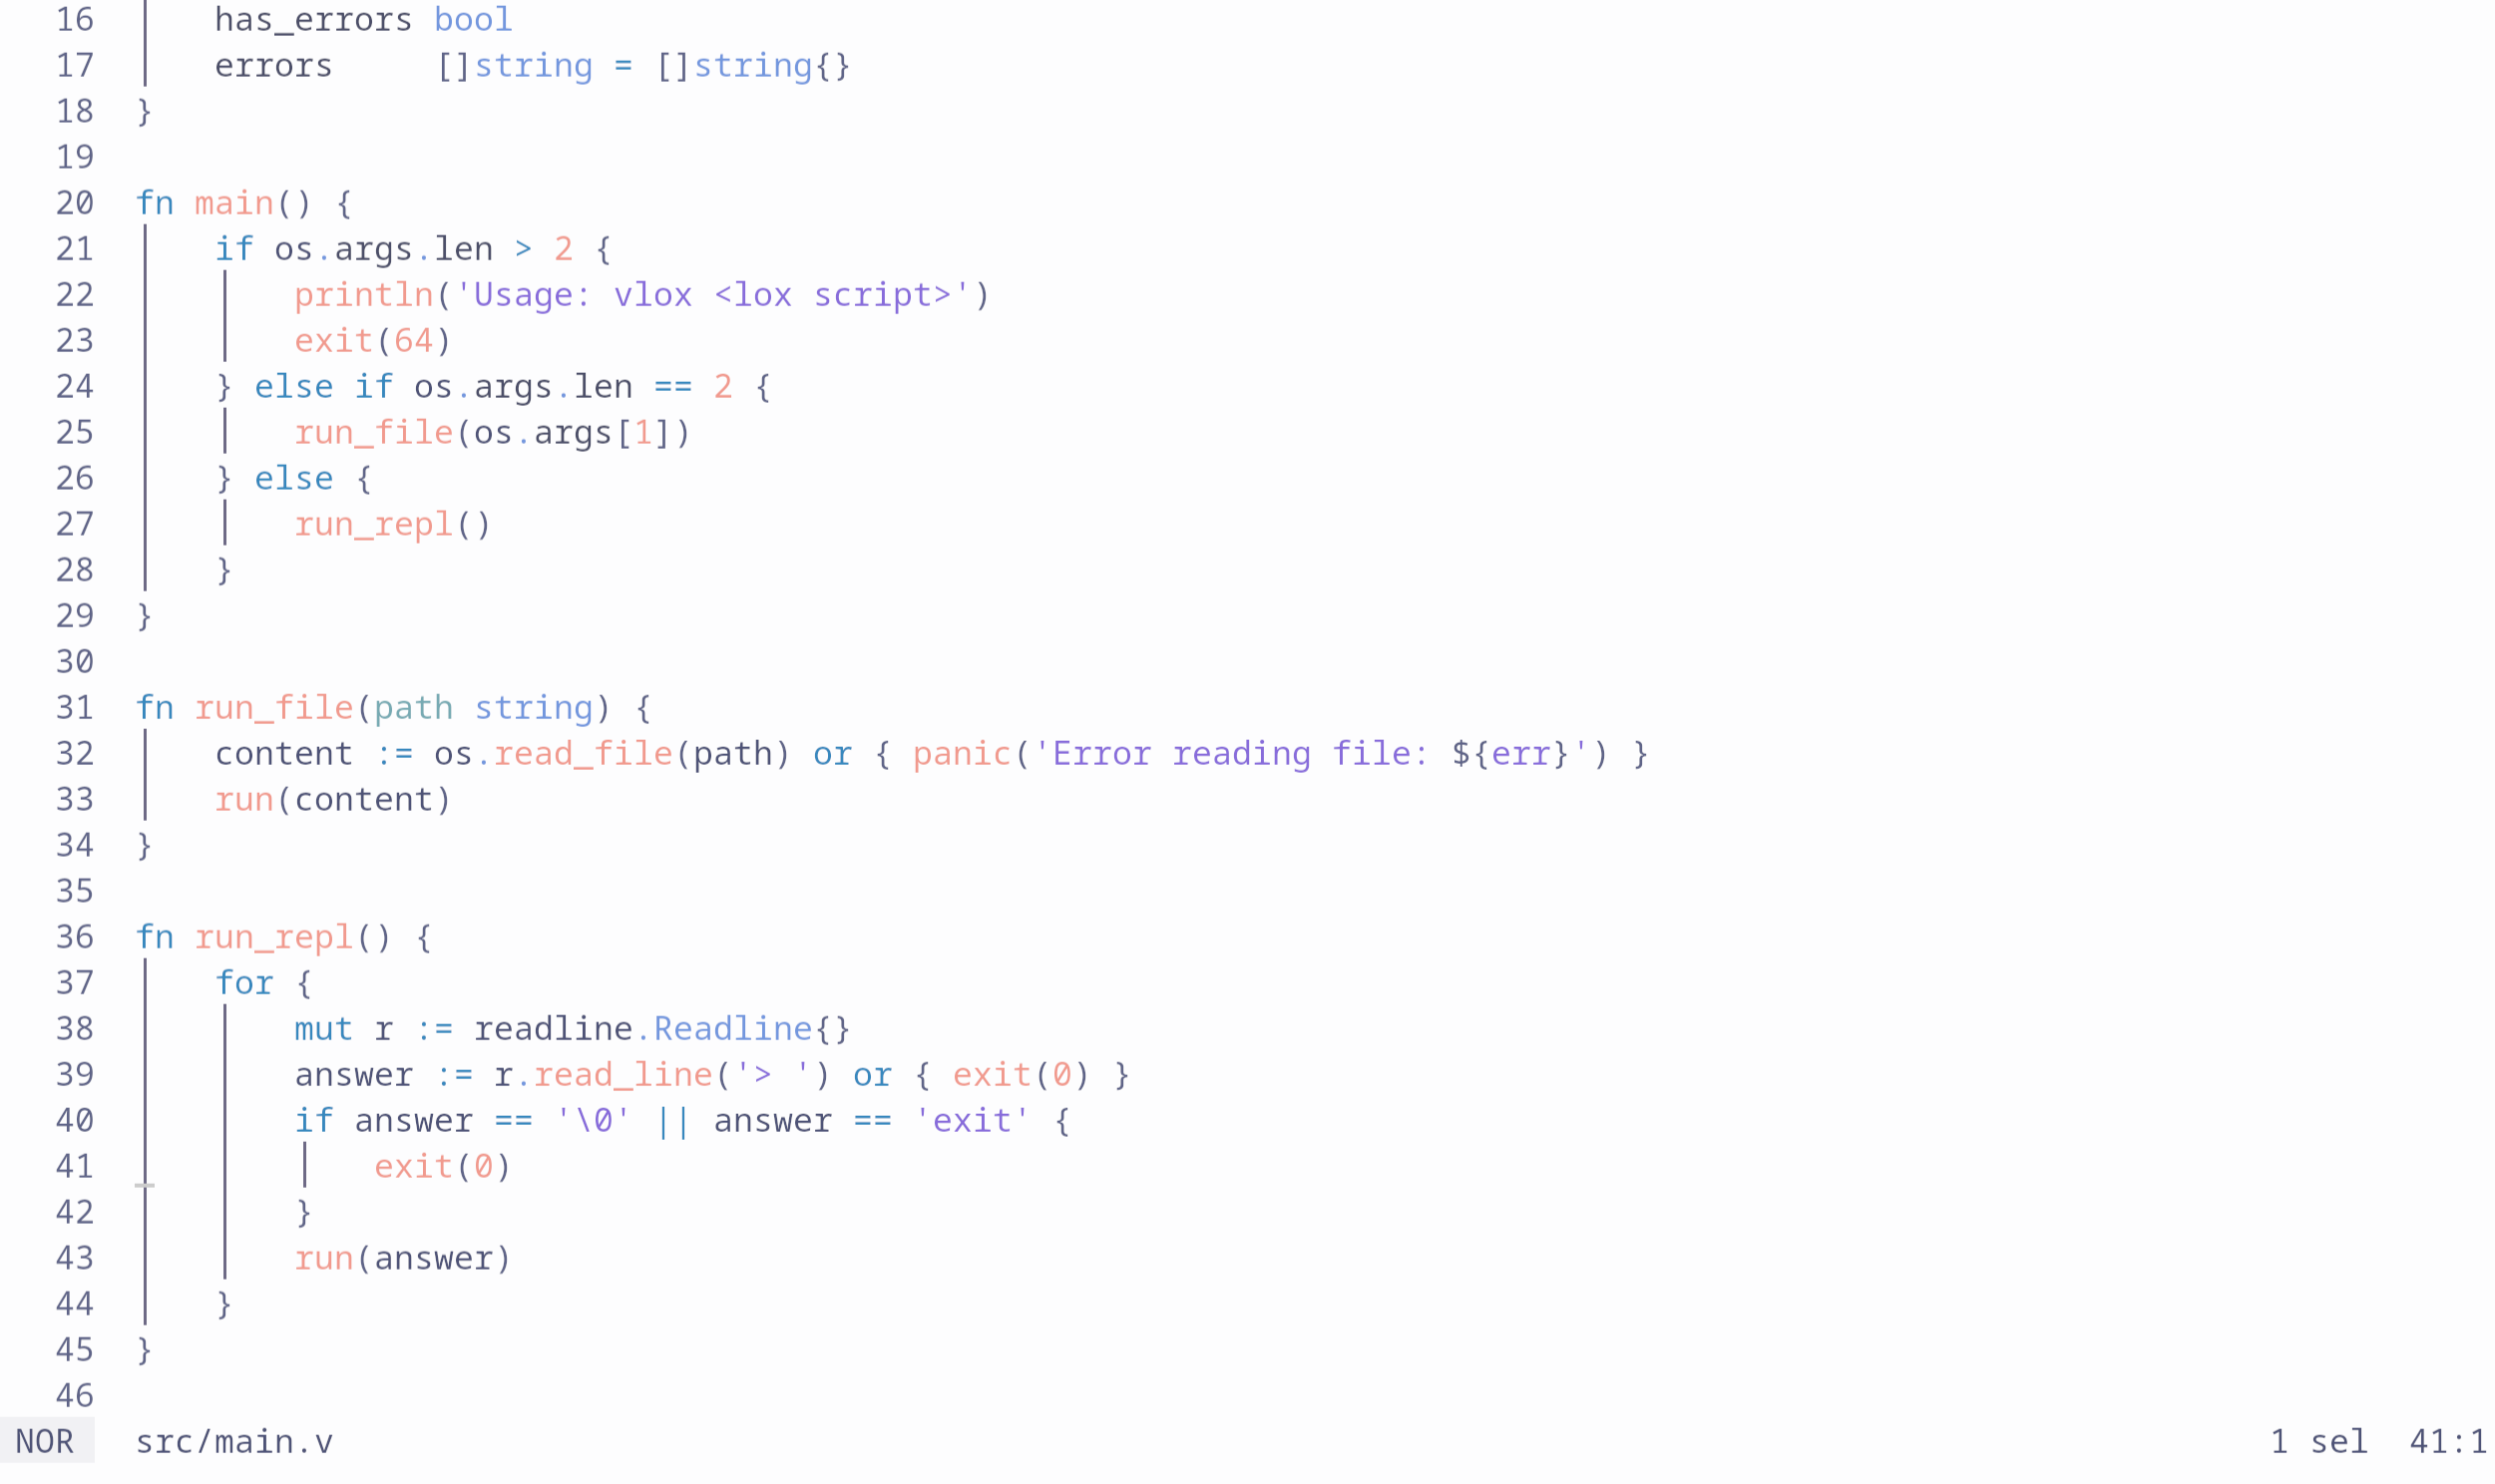 16      has_errors bool
17      errors     []string = []string{}
18  }
19
20  fn main() {
21      if os.args.len > 2 {
22          println('Usage: vlox <lox script>')
23          exit(64)
24      } else if os.args.len == 2 {
25          run_file(os.args[1])
26      } else {
27          run_repl()
28      }
29  }
30
31  fn run_file(path string) {
32      content := os.read_file(path) or { panic('Error reading file: ${err}') }
33      run(content)
34  }
35
36  fn run_repl() {
37      for {
38          mut r := readline.Readline{}
39          answer := r.read_line('> ') or { exit(0) }
40          if answer == '\0' || answer == 'exit' {
41              exit(0)
42          }
43          run(answer)
44      }
45  }
46
NOR   src/main.v   1 sel  41:1